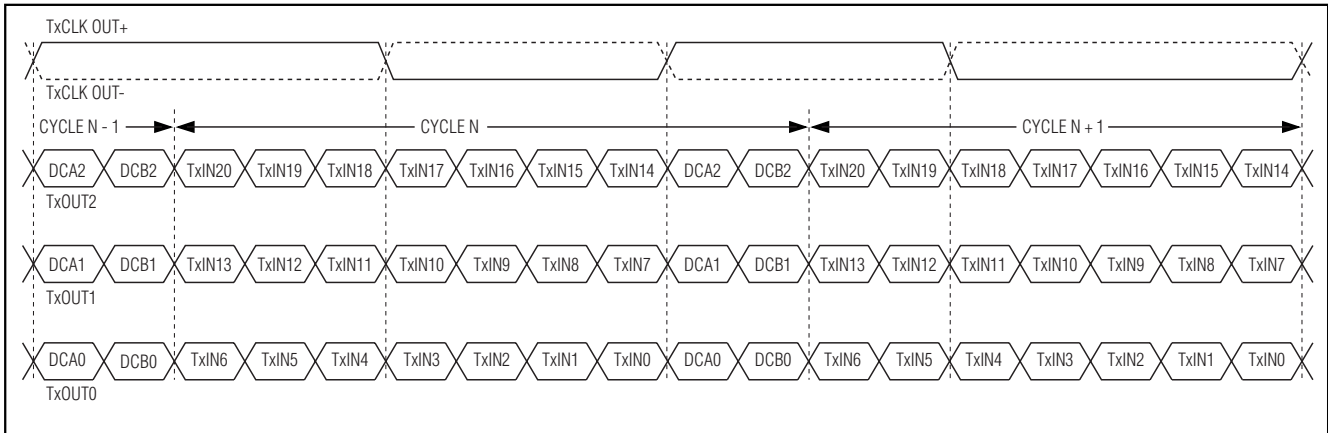 TxCLK OUT+
TxCLK OUT-
CYCLE N - 1 CYCLE N CYCLE N + 1
DCA2 DCB2 TxIN20 TxIN19 TxIN18 TxIN17 TxIN16 TxIN15 TxIN14 DCA2 DCB2 TxIN20 TxIN19 TxIN18 TxIN17 TxIN16 TxIN15 TxIN14
TxOUT2
DCA1 DCB1 TxIN13 TxIN12 TxIN11 TxIN10 TxIN9 TxIN8 TxIN7 DCA1 DCB1 TxIN13 TxIN12 TxIN11 TxIN10 TxIN9 TxIN8 TxIN7
TxOUT1
DCA0 DCB0 TxIN6 TxIN5 TxIN4 TxIN3 TxIN2 TxIN1 TxIN0 DCA0 DCB0 TxIN6 TxIN5 TxIN4 TxIN3 TxIN2 TxIN1 TxIN0
TxOUT0